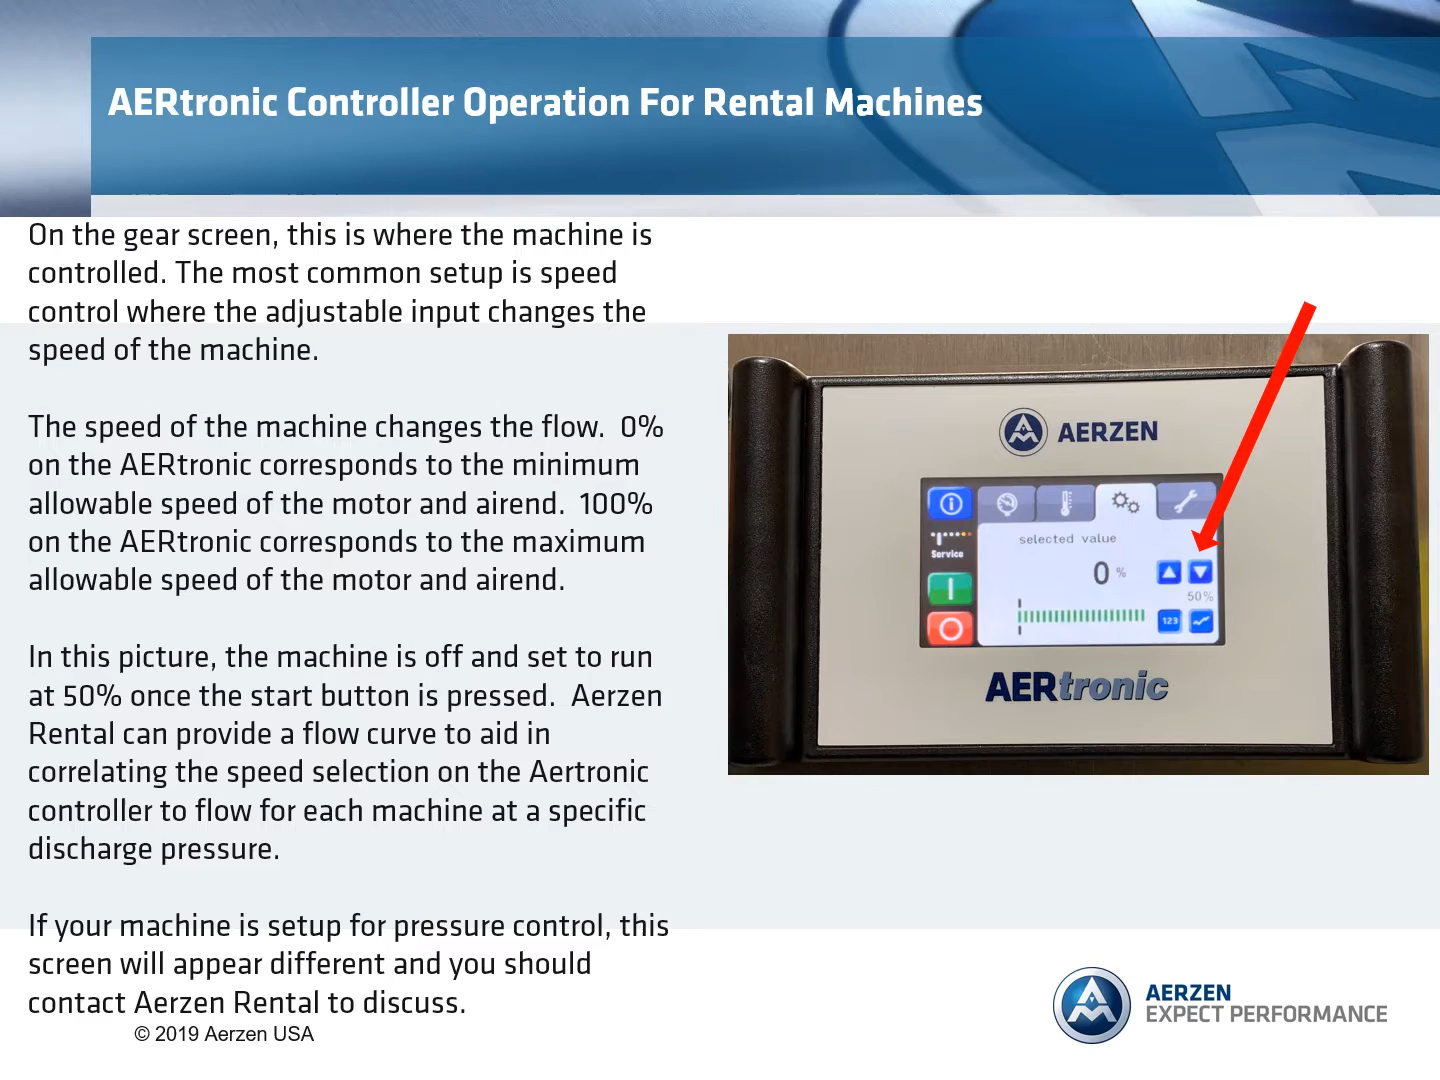 AERtronic Controller Operation For Rental Machines
On the gear screen, this is where the machine is
controlled. The most common setup is speed
control where the adjustable input changes the
speed of the machine.
The speed of the machine changes the flow.  0%
on the AERtronic corresponds to the minimum
allowable speed of the motor and airend.  100%
on the AERtronic corresponds to the maximum
allowable speed of the motor and airend.
In this picture, the machine is off and set to run
at 50% once the start button is pressed.  Aerzen
Rental can provide a flow curve to aid in
correlating the speed selection on the Aertronic
controller to flow for each machine at a specific
discharge pressure.
If your machine is setup for pressure control, this
screen will appear different and you should
contact Aerzen Rental to discuss.
© 2019 Aerzen USA
AERZEN
selected value
Service
0 %
50%
123
AERtronic
AERZEN
EXPECT PERFORMANCE